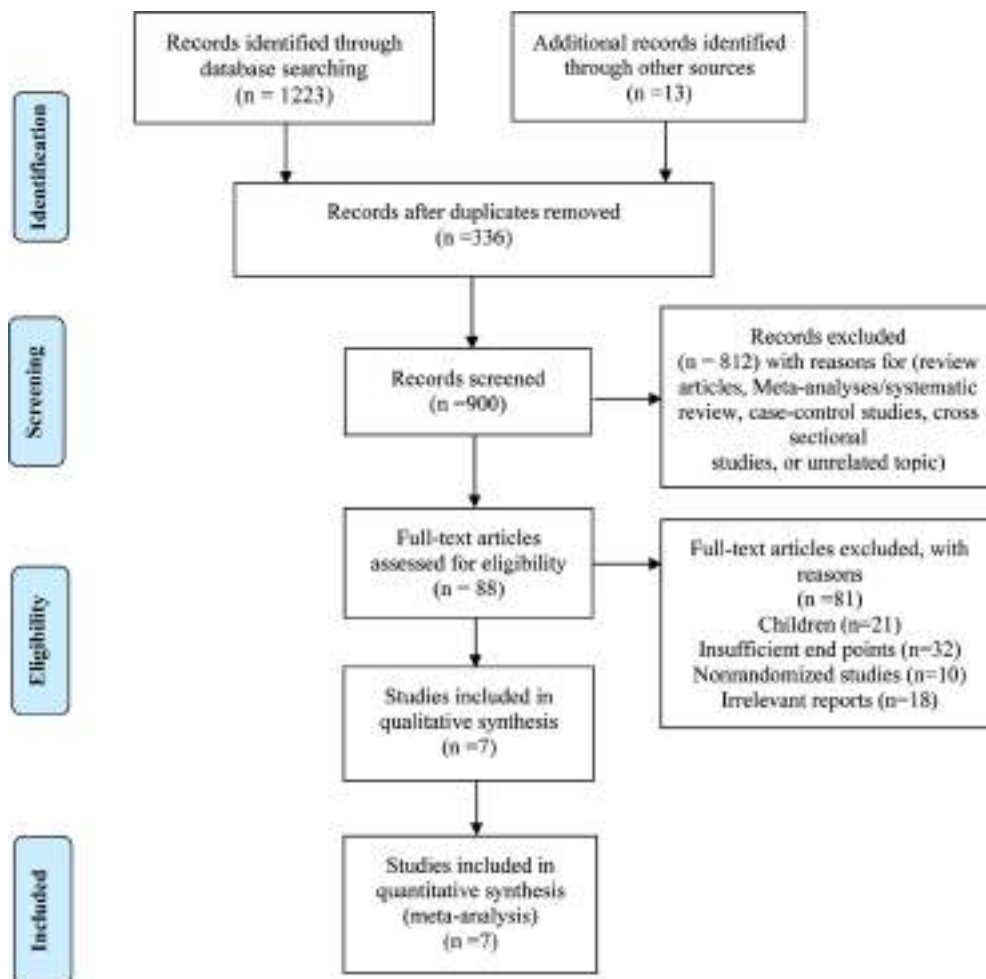 Records identified through
database searching
(n = 1223)
Additional records identified
through other sources
(n =13)
Identification
Records after duplicates removed
(n =336)
Screening
Records screened
(n =900)
Records excluded
(n = 812) with reasons for (review
articles, Meta-analyses/systematic
review, case-control studies, cross
sectional
studies, or unrelated topic)
Eligibility
Full-text articles
assessed for eligibility
(n = 88)
Full-text articles excluded, with
reasons
(n =81)
Children (n=21)
Insufficient end points (n=32)
Nonrandomized studies (n=10)
Irrelevant reports (n=18)
Studies included in
qualitative synthesis
(n =7)
Included
Studies included in
quantitative synthesis
(meta-analysis)
(n =7)